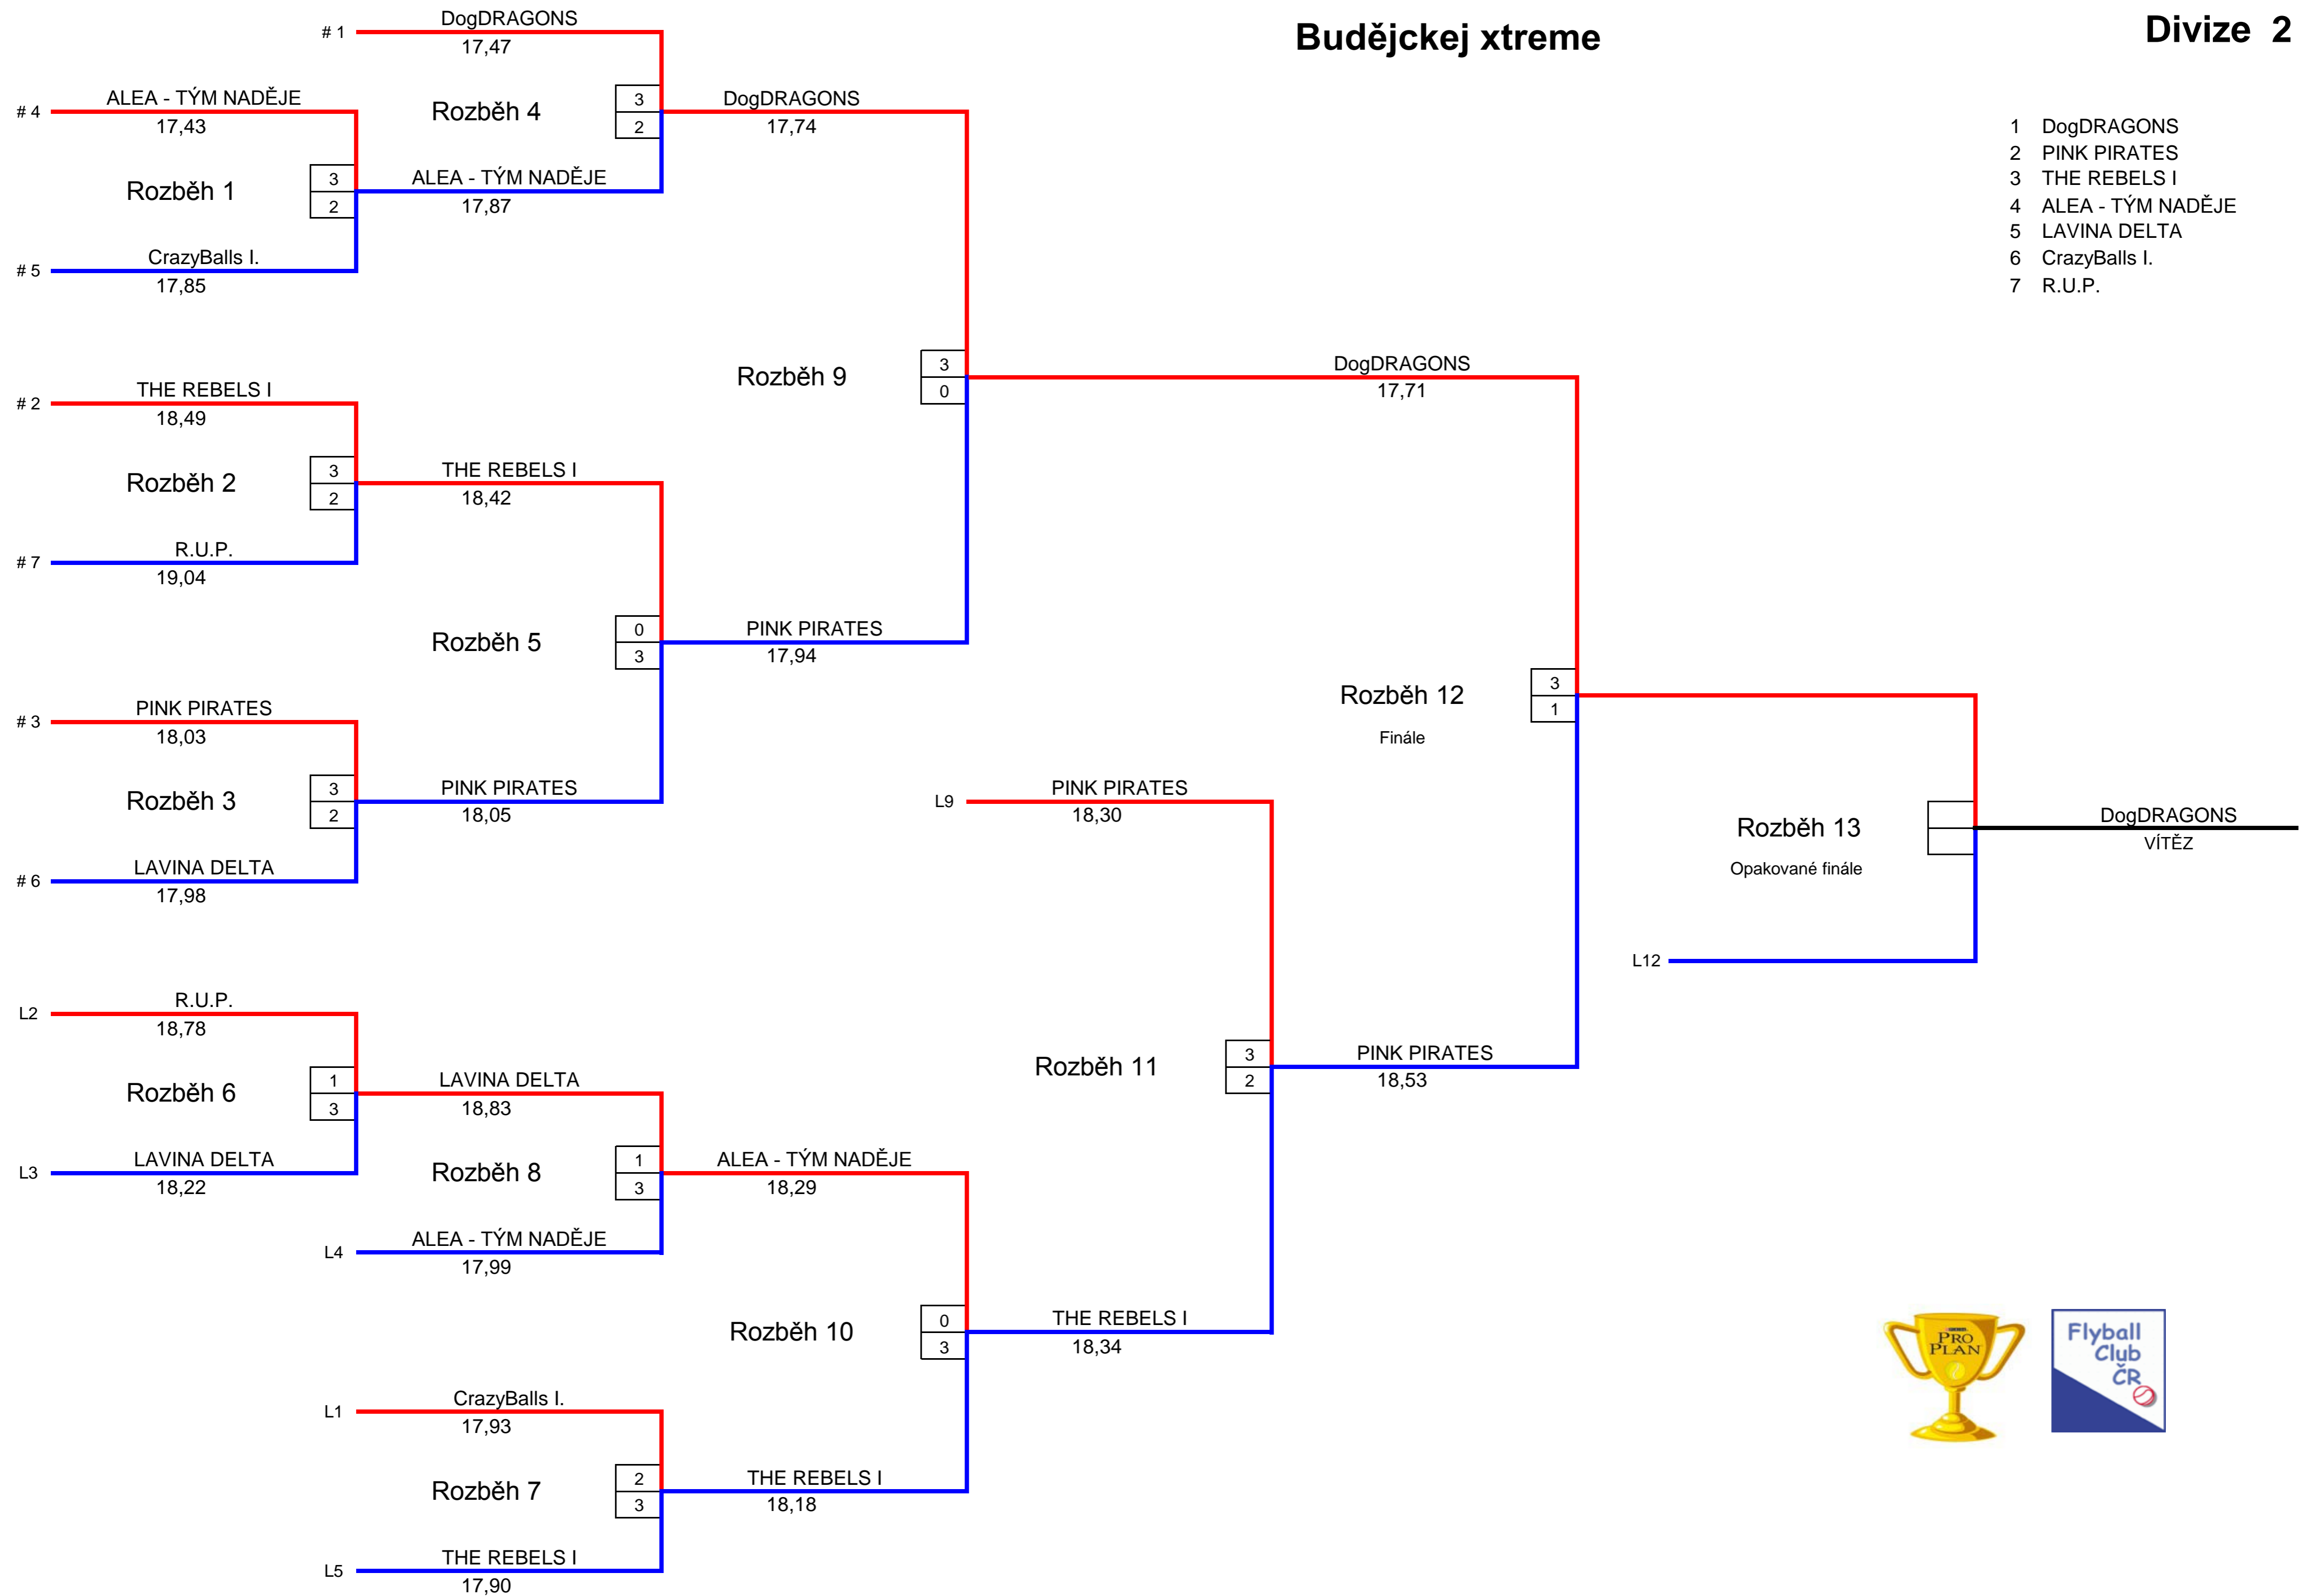 Budějckej xtreme
Divize 2
1 DogDRAGONS
2 PINK PIRATES
3 THE REBELS I
4 ALEA - TÝM NADĚJE
5 LAVINA DELTA
6 CrazyBalls I.
7 R.U.P.
# 1
DogDRAGONS
17,47
# 4
ALEA - TÝM NADĚJE
17,43
Rozběh 1
3
2
# 5
CrazyBalls I.
17,85
Rozběh 4
3
2
ALEA - TÝM NADĚJE
17,87
DogDRAGONS
17,74
# 2
THE REBELS I
18,49
Rozběh 2
3
2
# 7
R.U.P.
19,04
THE REBELS I
18,42
Rozběh 5
0
3
# 3
PINK PIRATES
18,03
Rozběh 3
3
2
# 6
LAVINA DELTA
17,98
PINK PIRATES
18,05
PINK PIRATES
17,94
Rozběh 9
3
0
DogDRAGONS
17,71
Rozběh 12
Finále
3
1
L9
PINK PIRATES
18,30
Rozběh 11
3
2
PINK PIRATES
18,53
Rozběh 13
Opakované finále
DogDRAGONS
VÍTĚZ
L12
L2
R.U.P.
18,78
Rozběh 6
1
3
L3
LAVINA DELTA
18,22
LAVINA DELTA
18,83
Rozběh 8
1
3
L4
ALEA - TÝM NADĚJE
17,99
ALEA - TÝM NADĚJE
18,29
Rozběh 10
0
3
THE REBELS I
18,34
L1
CrazyBalls I.
17,93
Rozběh 7
2
3
L5
THE REBELS I
17,90
THE REBELS I
18,18
PRO
PLAN
Flyball
Club
ČR